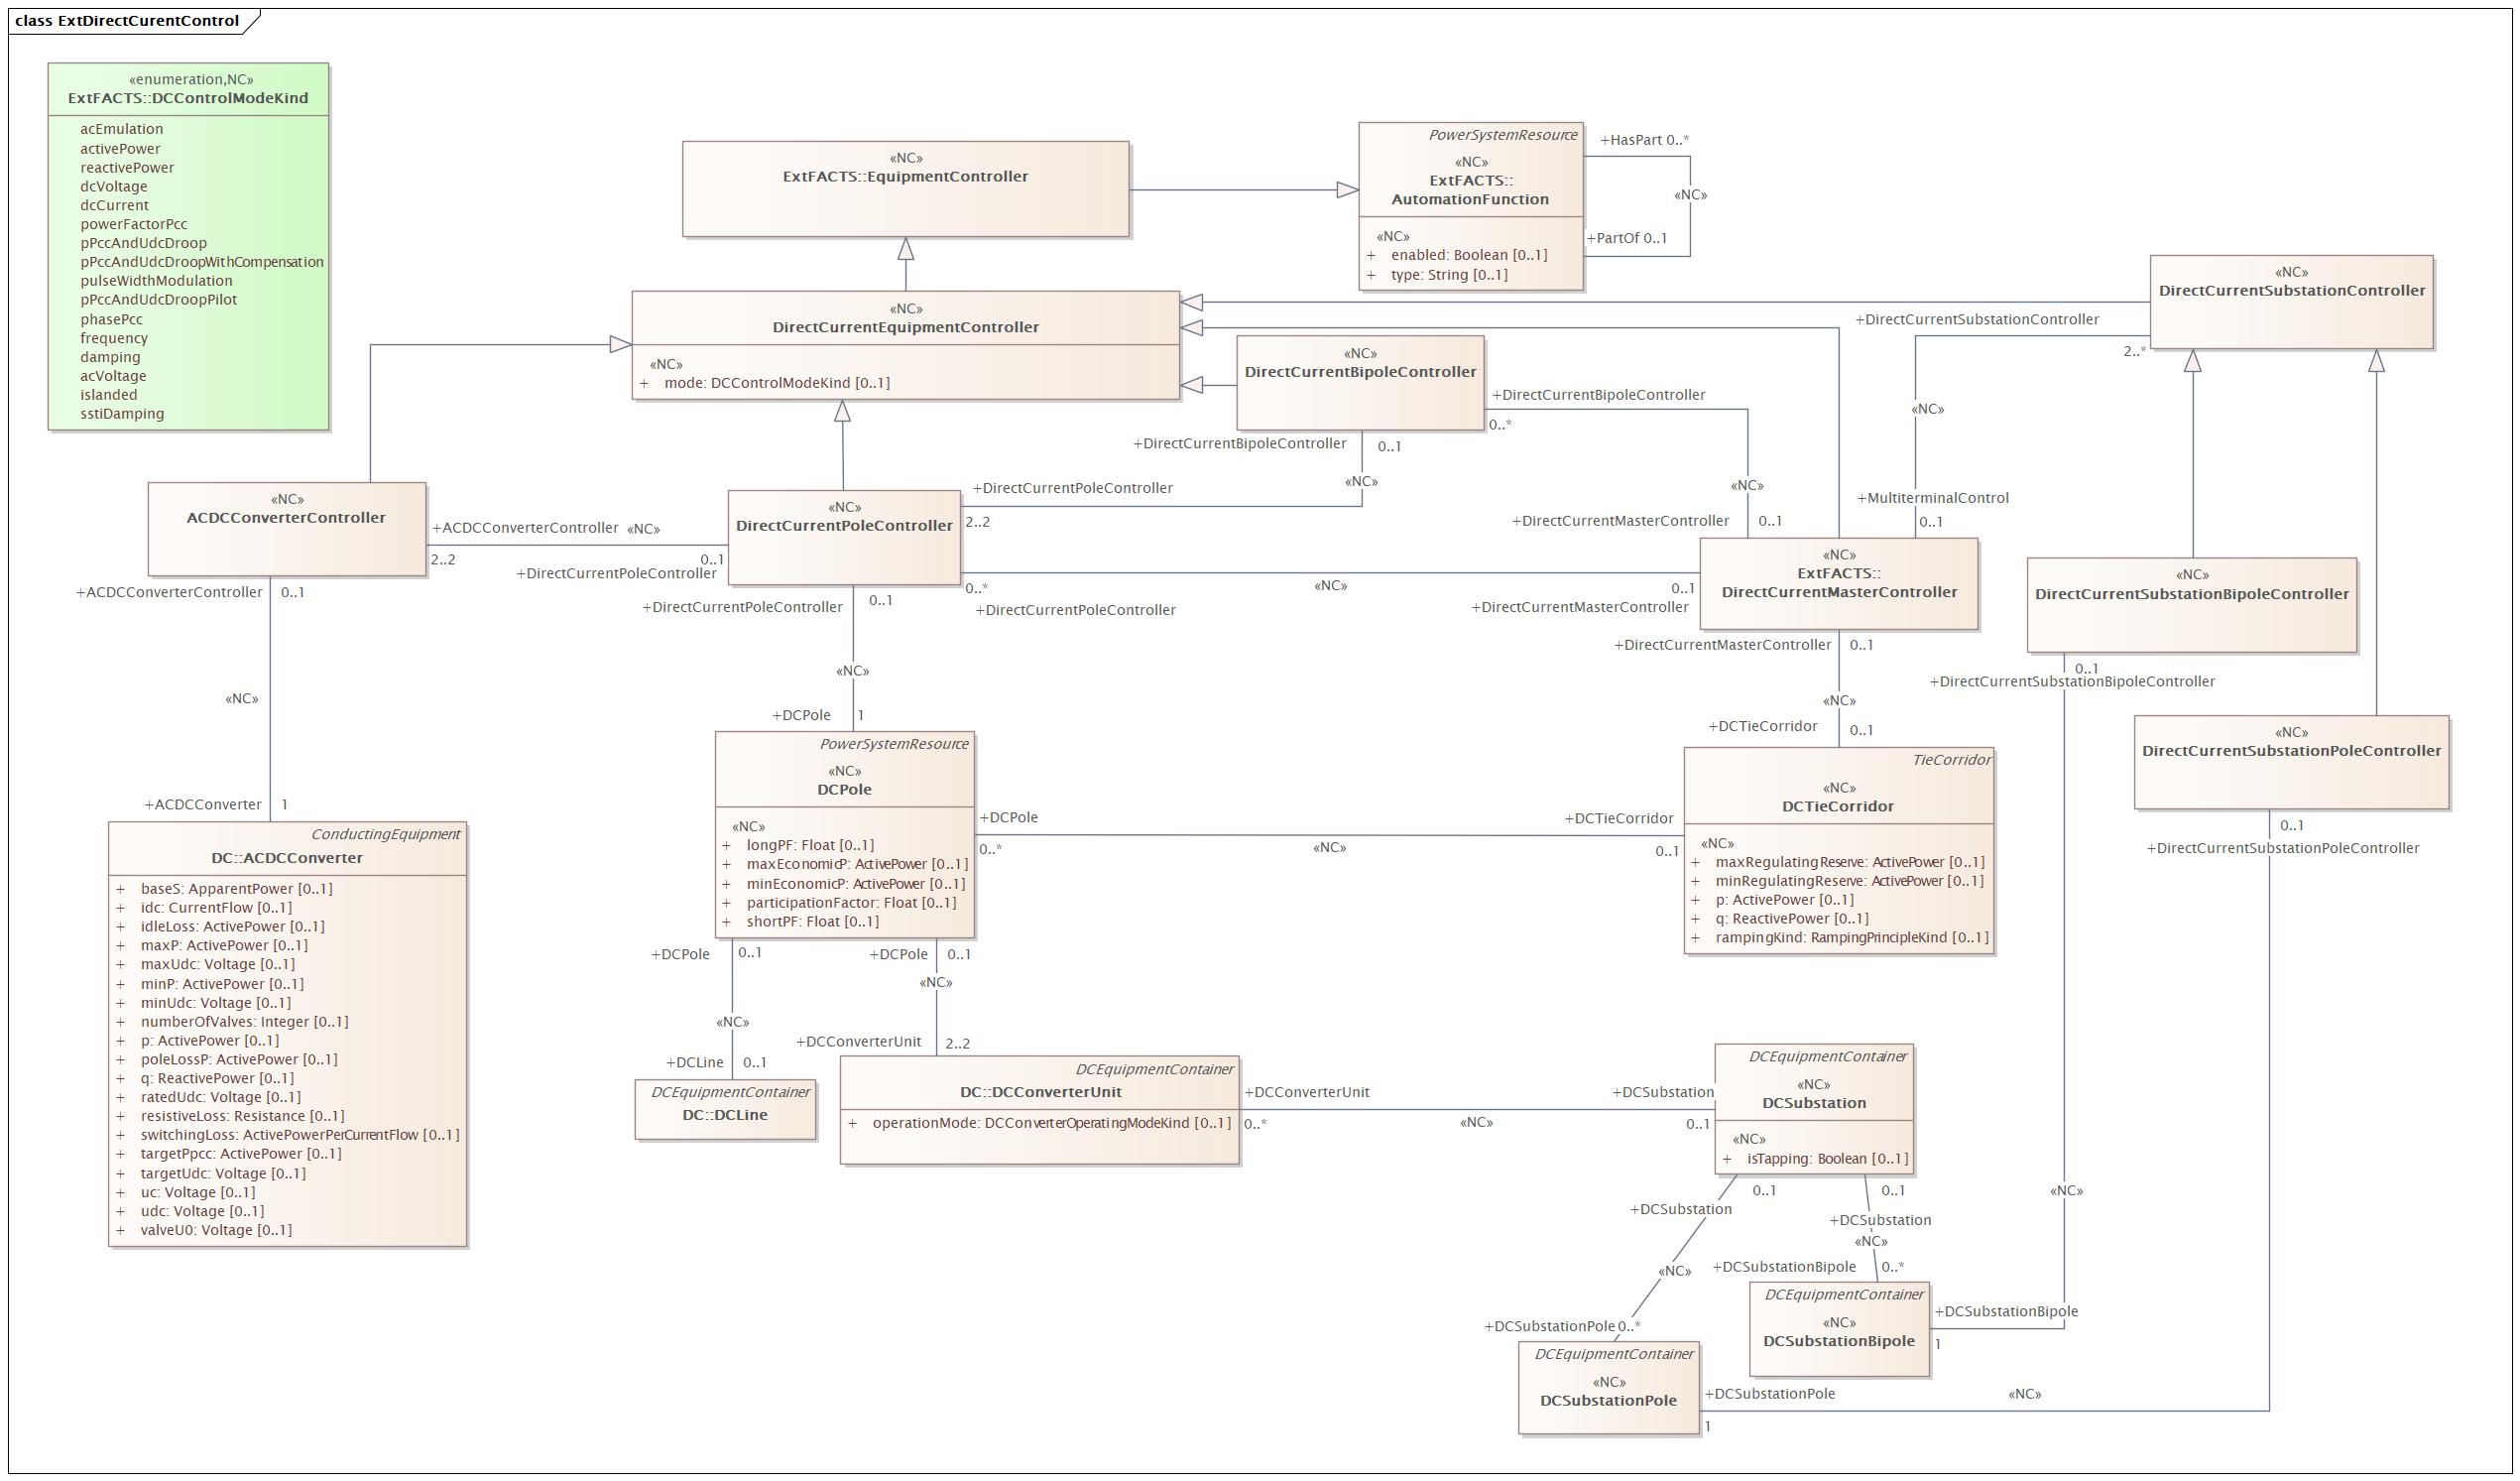 class ExtDirectCurentControl
«enumeration,NC»
ExtFACTS::DCControlModeKind
acEmulation
activePower
reactivePower
dcVoltage
dcCurrent
powerFactorPcc
pPccAndUdcDroop
pPccAndUdcDroopWithCompensation
pulseWidthModulation
pPccAndUdcDroopPilot
phasePcc
frequency
damping
acVoltage
islanded
sstiDamping
«NC»
ExtFACTS::EquipmentController
PowerSystemResource
«NC»
ExtFACTS::
AutomationFunction
«NC»
+ enabled: Boolean [0..1]
+ type: String [0..1]
+HasPart 0..*
«NC»
+PartOf 0..1
«NC»
DirectCurrentSubstationController
+DirectCurrentSubstationController
2..*
«NC»
DirectCurrentEquipmentController
«NC»
+ mode: DCControlModeKind [0..1]
«NC»
DirectCurrentBipoleController
+DirectCurrentBipoleController
0..*
+DirectCurrentBipoleController
0..1
«NC»
«NC»
«NC»
+MultiterminalControl
0..1
«NC»
ACDCConverterController
+ACDCConverterController «NC»
2..2
0..1
+DirectCurrentPoleController
+ACDCConverterController
0..1
«NC»
DirectCurrentPoleController
+DirectCurrentPoleController
2..2
+DirectCurrentMasterController
0..1
0..*
+DirectCurrentPoleController
«NC»
0..1
+DirectCurrentMasterController
+DirectCurrentPoleController
0..1
«NC»
ExtFACTS::
DirectCurrentMasterController
+DirectCurrentMasterController
0..1
«NC»
DirectCurrentSubstationBipoleController
0..1
+DirectCurrentSubstationBipoleController
«NC»
«NC»
«NC»
+DCPole
1
+DCTieCorridor
0..1
«NC»
DirectCurrentSubstationPoleController
0..1
+DirectCurrentSubstationPoleController
+ACDCConverter
1
ConductingEquipment
DC::ACDCConverter
+ baseS: ApparentPower [0..1]
+ idc: CurrentFlow [0..1]
+ idleLoss: ActivePower [0..1]
+ maxP: ActivePower [0..1]
+ maxUdc: Voltage [0..1]
+ minP: ActivePower [0..1]
+ minUdc: Voltage [0..1]
+ numberOfValves: Integer [0..1]
+ p: ActivePower [0..1]
+ poleLossP: ActivePower [0..1]
+ q: ReactivePower [0..1]
+ ratedUdc: Voltage [0..1]
+ resistiveLoss: Resistance [0..1]
+ switchingLoss: ActivePowerPerCurrentFlow [0..1]
+ targetPpcc: ActivePower [0..1]
+ targetUdc: Voltage [0..1]
+ uc: Voltage [0..1]
+ udc: Voltage [0..1]
+ valveU0: Voltage [0..1]
PowerSystemResource
«NC»
DCPole
«NC»
+ longPF: Float [0..1]
+ maxEconomicP: ActivePower [0..1]
+ minEconomicP: ActivePower [0..1]
+ participationFactor: Float [0..1]
+ shortPF: Float [0..1]
+DCPole
0..*
«NC»
+DCTieCorridor
0..1
TieCorridor
«NC»
DCTieCorridor
«NC»
+ maxRegulatingReserve: ActivePower [0..1]
+ minRegulatingReserve: ActivePower [0..1]
+ p: ActivePower [0..1]
+ q: ReactivePower [0..1]
+ rampingKind: RampingPrincipleKind [0..1]
+DCPole
0..1
+DCPole
0..1
«NC»
«NC»
+DCLine
0..1
+DCConverterUnit
2..2
DCEquipmentContainer
DC::DCLine
DCEquipmentContainer
DC::DCConverterUnit
+ operationMode: DCConverterOperatingModeKind [0..1]
+DCConverterUnit
0..*
«NC»
+DCSubstation
0..1
DCEquipmentContainer
«NC»
DCSubstation
«NC»
+ isTapping: Boolean [0..1]
0..1
+DCSubstation
0..1
+DCSubstation
«NC»
«NC»
«NC»
+DCSubstationBipole
0..*
DCEquipmentContainer
«NC»
DCSubstationBipole
+DCSubstationBipole
1
+DCSubstationPole
0..*
DCEquipmentContainer
«NC»
DCSubstationPole
+DCSubstationPole
1
«NC»